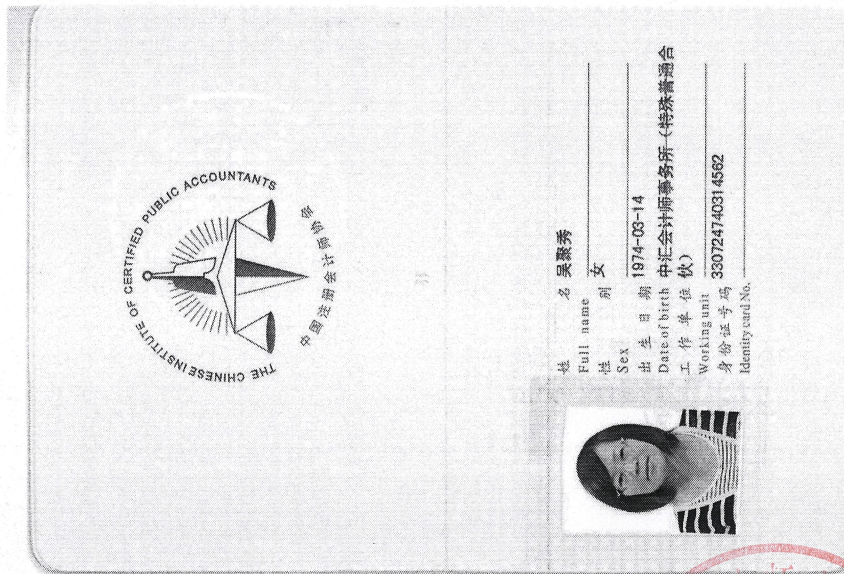 THE CHINESE INSTITUTE OF CERTIFIED PUBLIC ACCOUNTANTS
中国注册会计师协会
姓 名 吴聚秀
Full name
性 别 女
Sex
出 生 日 期 1974-03-14
Date of birth
工 作 单 位 中汇会计师事务所（特殊普通合
伙）
Working unit
身份证号码 330724740314562
Identity card No.